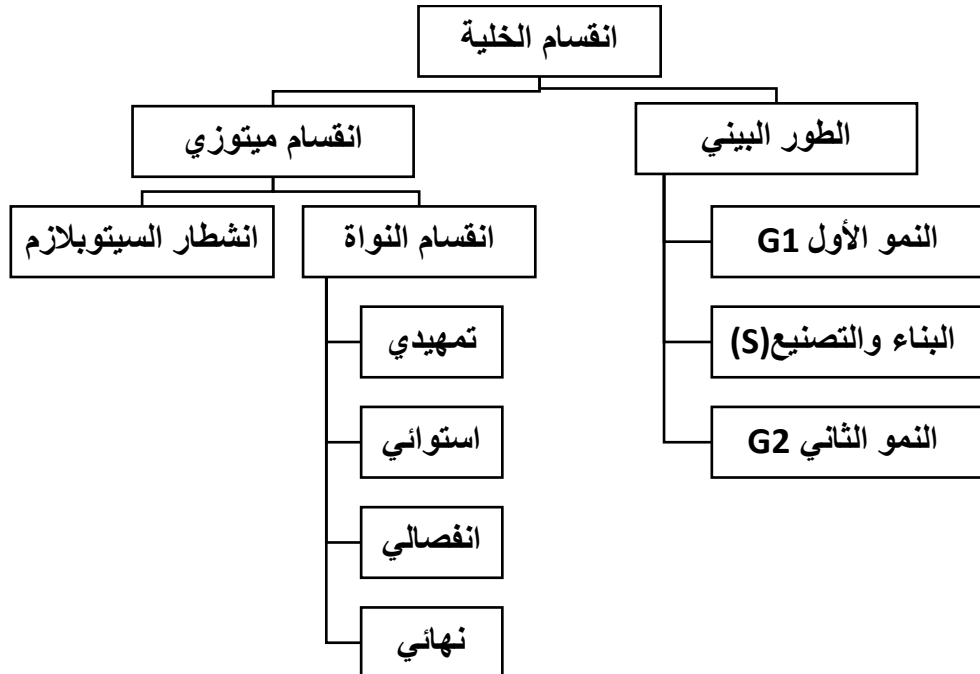 انقسام الخلية
الطور البيني
انقسام ميتوزي
النمو الأول G1
البناء والتصنيع(S)
النمو الثاني G2
انقسام النواة
انشطار السيتوبلازم
تمهيدي
استوائي
انفصالي
نهائي